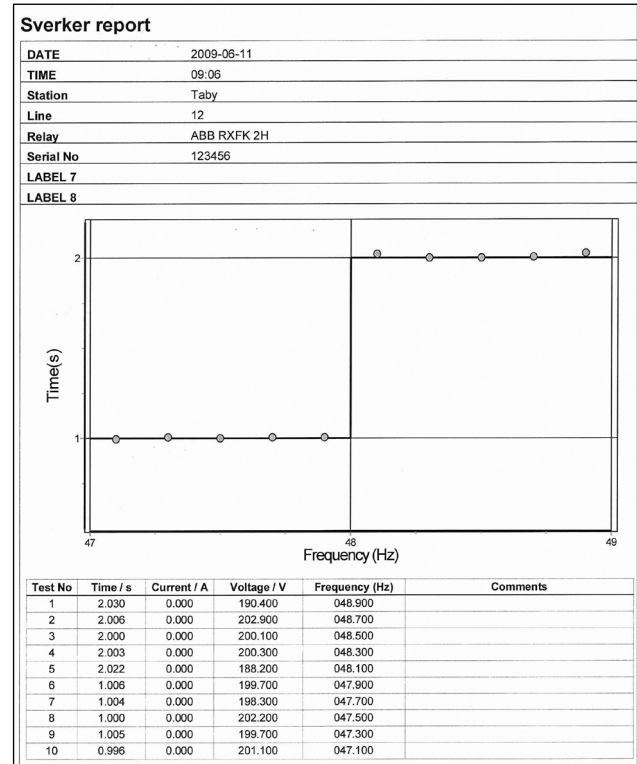 Sverker report
DATE 2009-06-11
TIME 09:06
Station Taby
Line 12
Relay ABB RXFK 2H
Serial No 123456
LABEL 7
LABEL 8
2
Time(s)
1
47 48 49
Frequency (Hz)
Test No Time / s Current / A Voltage / V Frequency (Hz) Comments
1 2.030 0.000 190.400 048.900
2 2.006 0.000 202.900 048.700
3 2.000 0.000 200.100 048.500
4 2.003 0.000 200.300 048.300
5 2.022 0.000 188.200 048.100
6 1.006 0.000 199.700 047.900
7 1.004 0.000 198.300 047.700
8 1.000 0.000 202.200 047.500
9 1.005 0.000 199.700 047.300
10 0.996 0.000 201.100 047.100